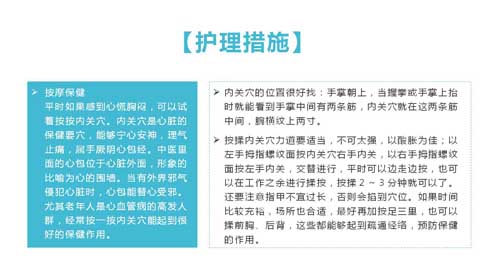 【护理措施】
➢ 按摩保健
平时如果感到心慌胸闷，可以试
着按按内关穴。内关穴是心脏的
保健要穴，能够宁心安神，理气
止痛，属手厥阴心包经。中医里
面的心包位于心脏外面，形象的
比喻为心的围墙。当有外界邪气
侵犯心脏时，心包能替心受邪。
尤其老年人是心血管病的高发人
群，经常按一按内关穴能起到很
好的保健作用。
➢ 内关穴的位置很好找：手掌朝上，当握拳或手掌上抬
时就能看到手掌中间有两条筋，内关穴就在这两条筋
中间，腕横纹上两寸。
➢ 按揉内关穴力道要适当，不可太强，以酸胀为佳；以
左手拇指螺纹面按右手内关，以右手拇指螺纹
面按左手内关，交替进行，平时可以边走边按，也可
以在工作之余进行揉按，按揉２～３分钟就可以了。
还要注意指甲不宜过长，否则会掐到穴位。如果时间
比较充裕，场所也合适，最好再加按足三里，也可以
揉前胸、后背，这些都能够起到疏通经络，预防保健
的作用。